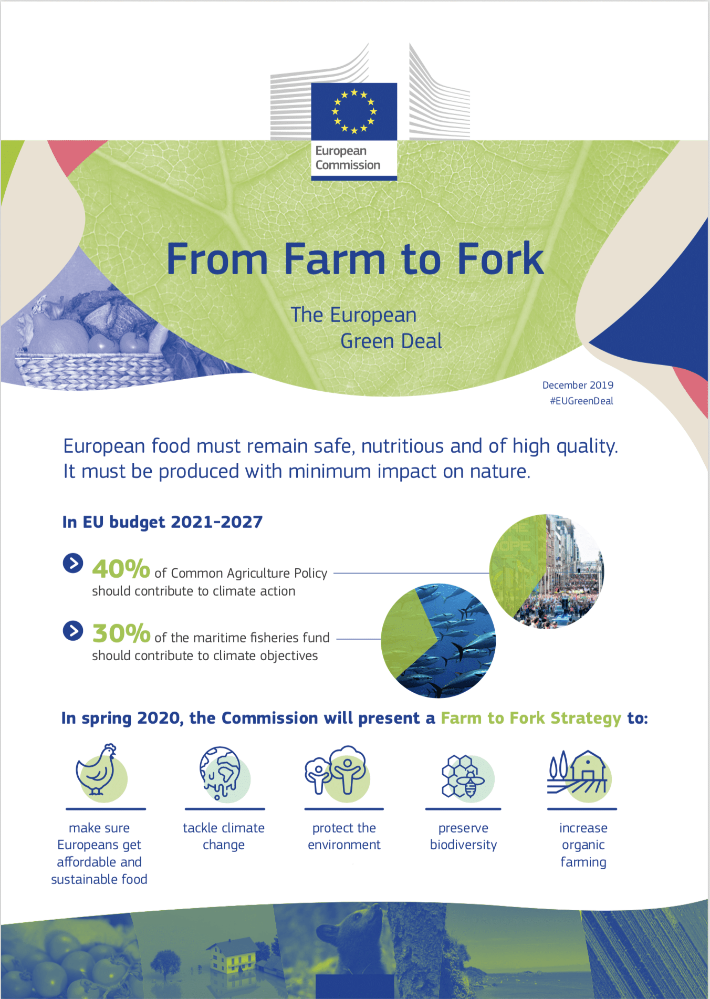 European
Commission
From Farm to Fork
The European
Green Deal
December 2019
#EUGreenDeal
European food must remain safe, nutritious and of high quality.
It must be produced with minimum impact on nature.
In EU budget 2021–2027
40% of Common Agriculture Policy
should contribute to climate action
30% of the maritime fisheries fund
should contribute to climate objectives
In spring 2020, the Commission will present a Farm to Fork Strategy to:
make sure
Europeans get
affordable and
sustainable food
tackle climate
change
protect the
environment
preserve
biodiversity
increase
organic
farming